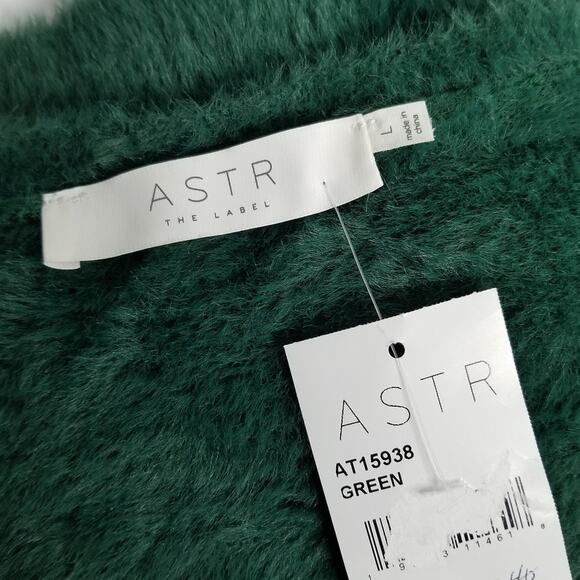 ASTR
THE LABEL
L
made in
china
ASTR
AT15938
GREEN